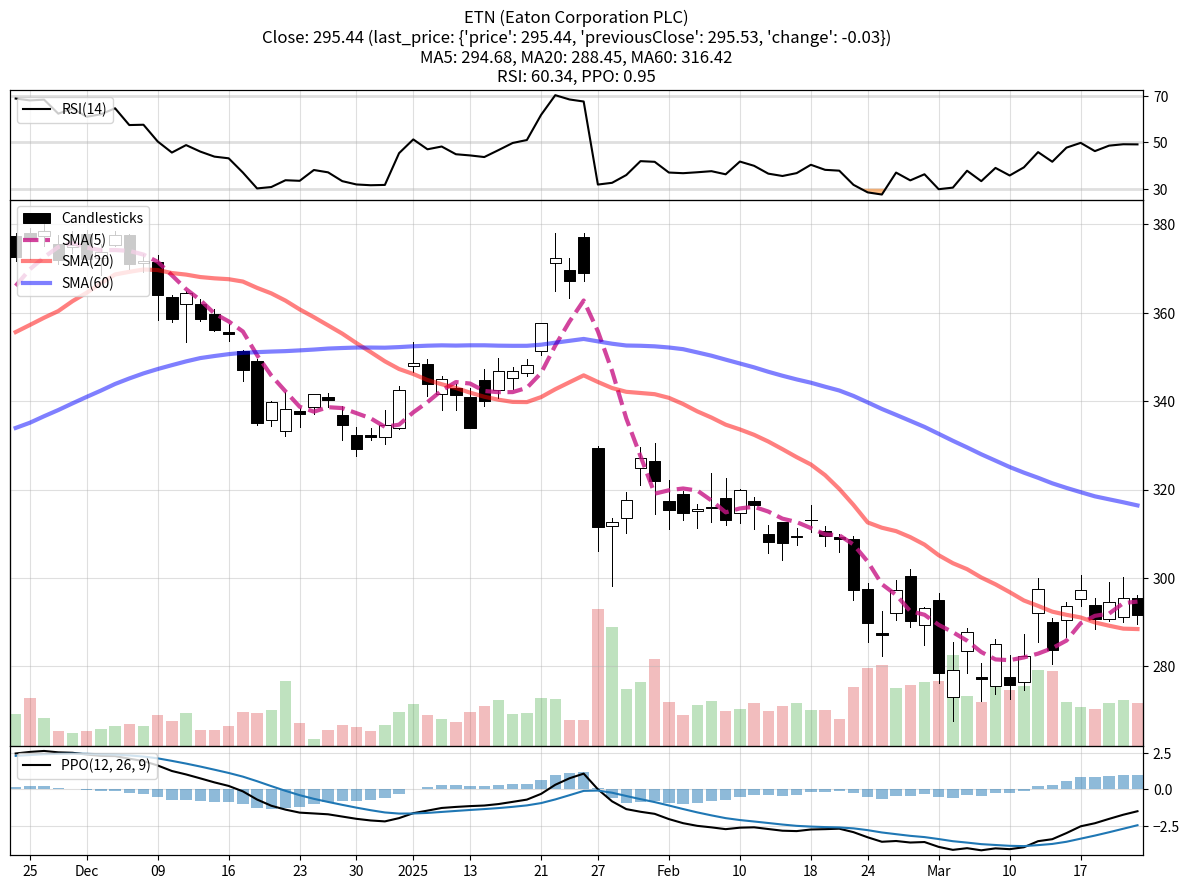 ETN (Eaton Corporation PLC)
Close: 295.44 (last_price: {'price': 295.44, 'previousClose': 295.53, 'change': -0.03})
MA5: 294.68, MA20: 288.45, MA60: 316.42
RSI: 60.34, PPO: 0.95
RSI(14)
70
50
30
Candlesticks
SMA(5)
SMA(20)
SMA(60)
380
360
340
320
300
280
PPO(12, 26, 9)
2.5
0.0
−2.5
25 Dec 09 16 23 30 2025 13 21 27 Feb 10 18 24 Mar 10 17